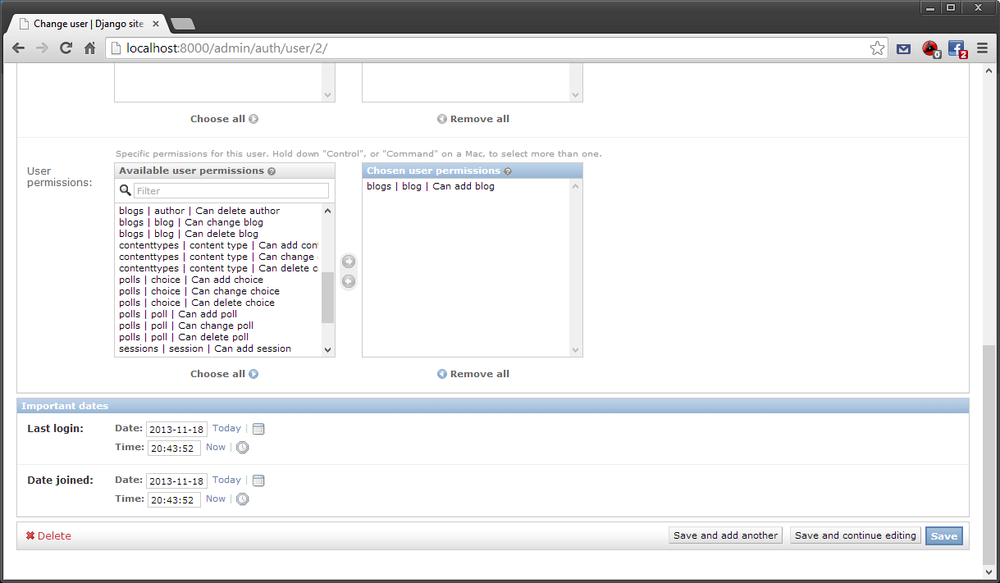 Change user | Django site
localhost:8000/admin/auth/user/2/
0
2
Choose all
Remove all
Specific permissions for this user. Hold down "Control", or "Command" on a Mac, to select more than one.
User
permissions:
Available user permissions ?
Chosen user permissions ?
Filter
blogs | blog | Can add blog
blogs | author | Can delete author
blogs | blog | Can change blog
blogs | blog | Can delete blog
contenttypes | content type | Can add con
contenttypes | content type | Can change
contenttypes | content type | Can delete c
polls | choice | Can add choice
polls | choice | Can change choice
polls | choice | Can delete choice
polls | poll | Can add poll
polls | poll | Can change poll
polls | poll | Can delete poll
sessions | session | Can add session
Choose all
Remove all
Important dates
Last login:
Date: 2013-11-18 Today |
Time: 20:43:52 Now |
Date joined:
Date: 2013-11-18 Today |
Time: 20:43:52 Now |
Delete
Save and add another
Save and continue editing
Save